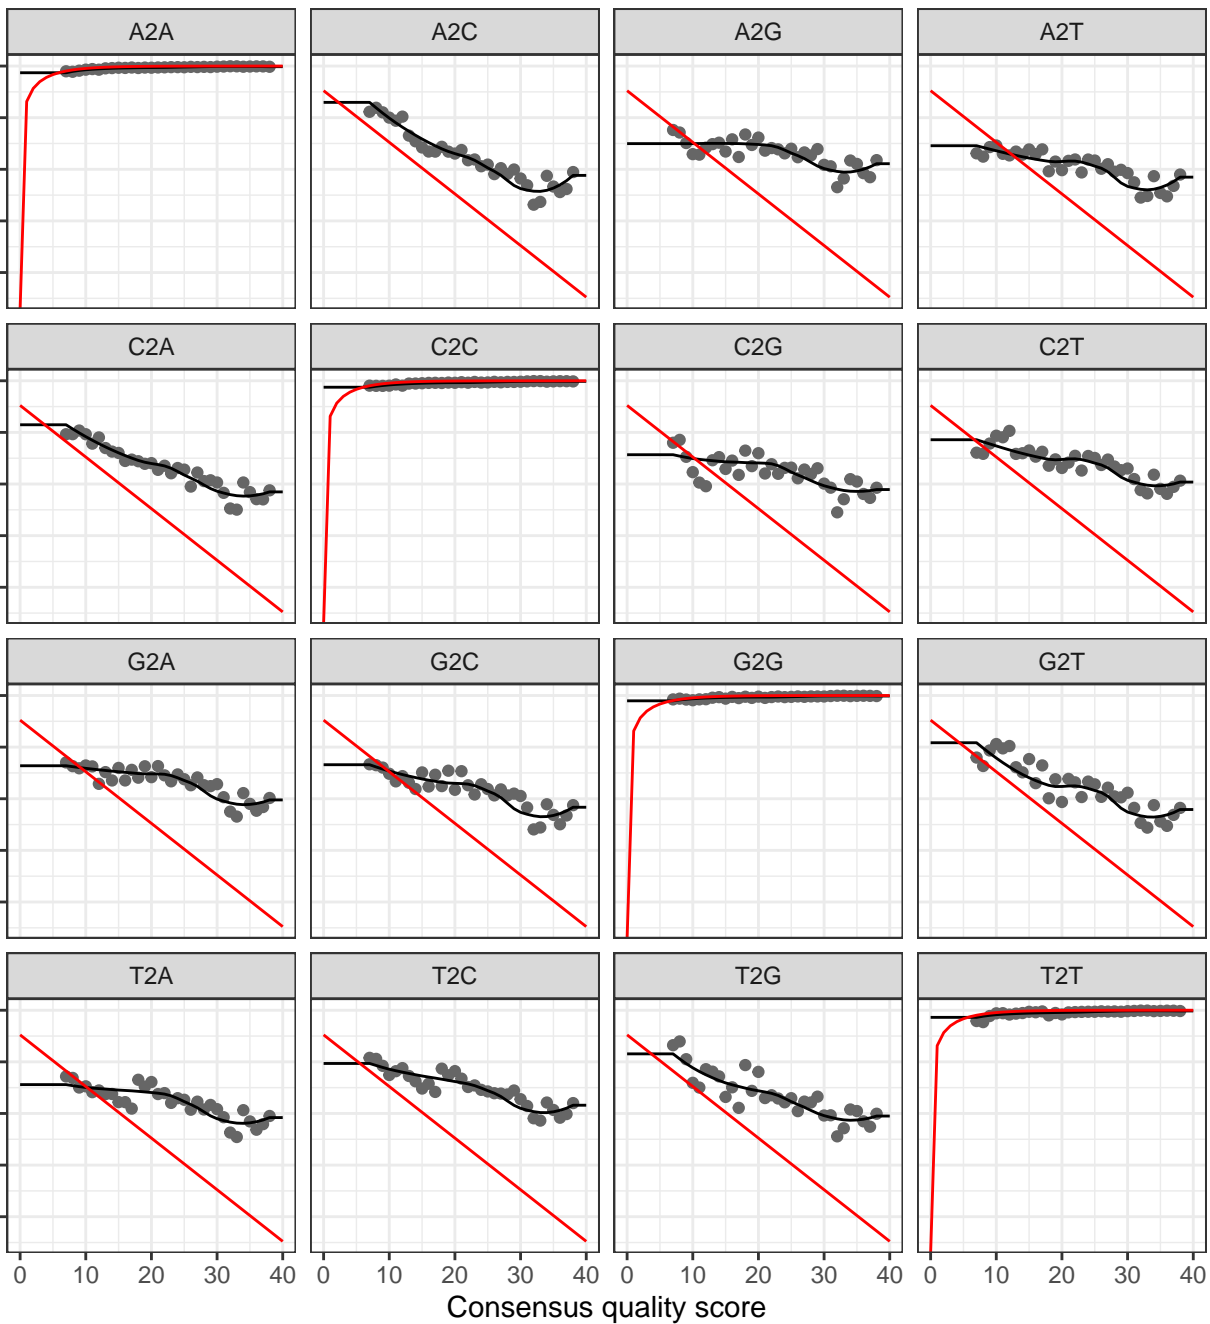 A2A A2C A2G A2T
C2A C2C C2G C2T
G2A G2C G2G G2T
T2A T2C T2G T2T
0 10 20 30 40 0 10 20 30 40 0 10 20 30 40 0 10 20 30 40
Consensus quality score